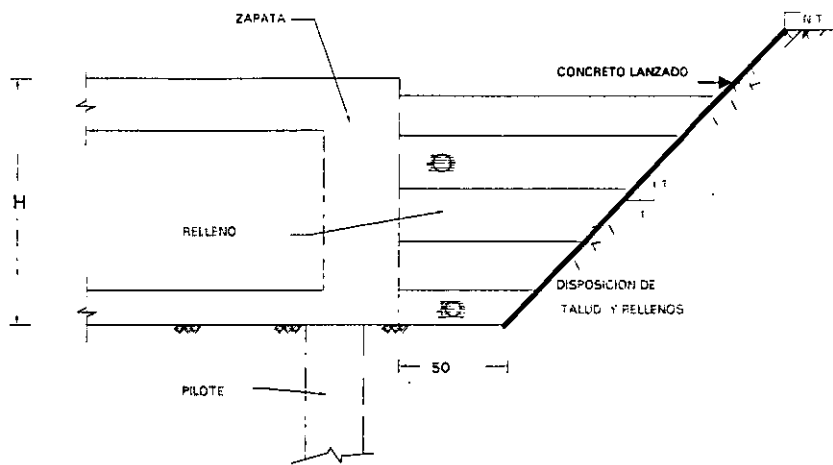 ZAPATA
N.T
CONCRETO LANZADO
H
RELLENO
DISPOSICION DE
TALUD Y RELLENOS
50
PILOTE